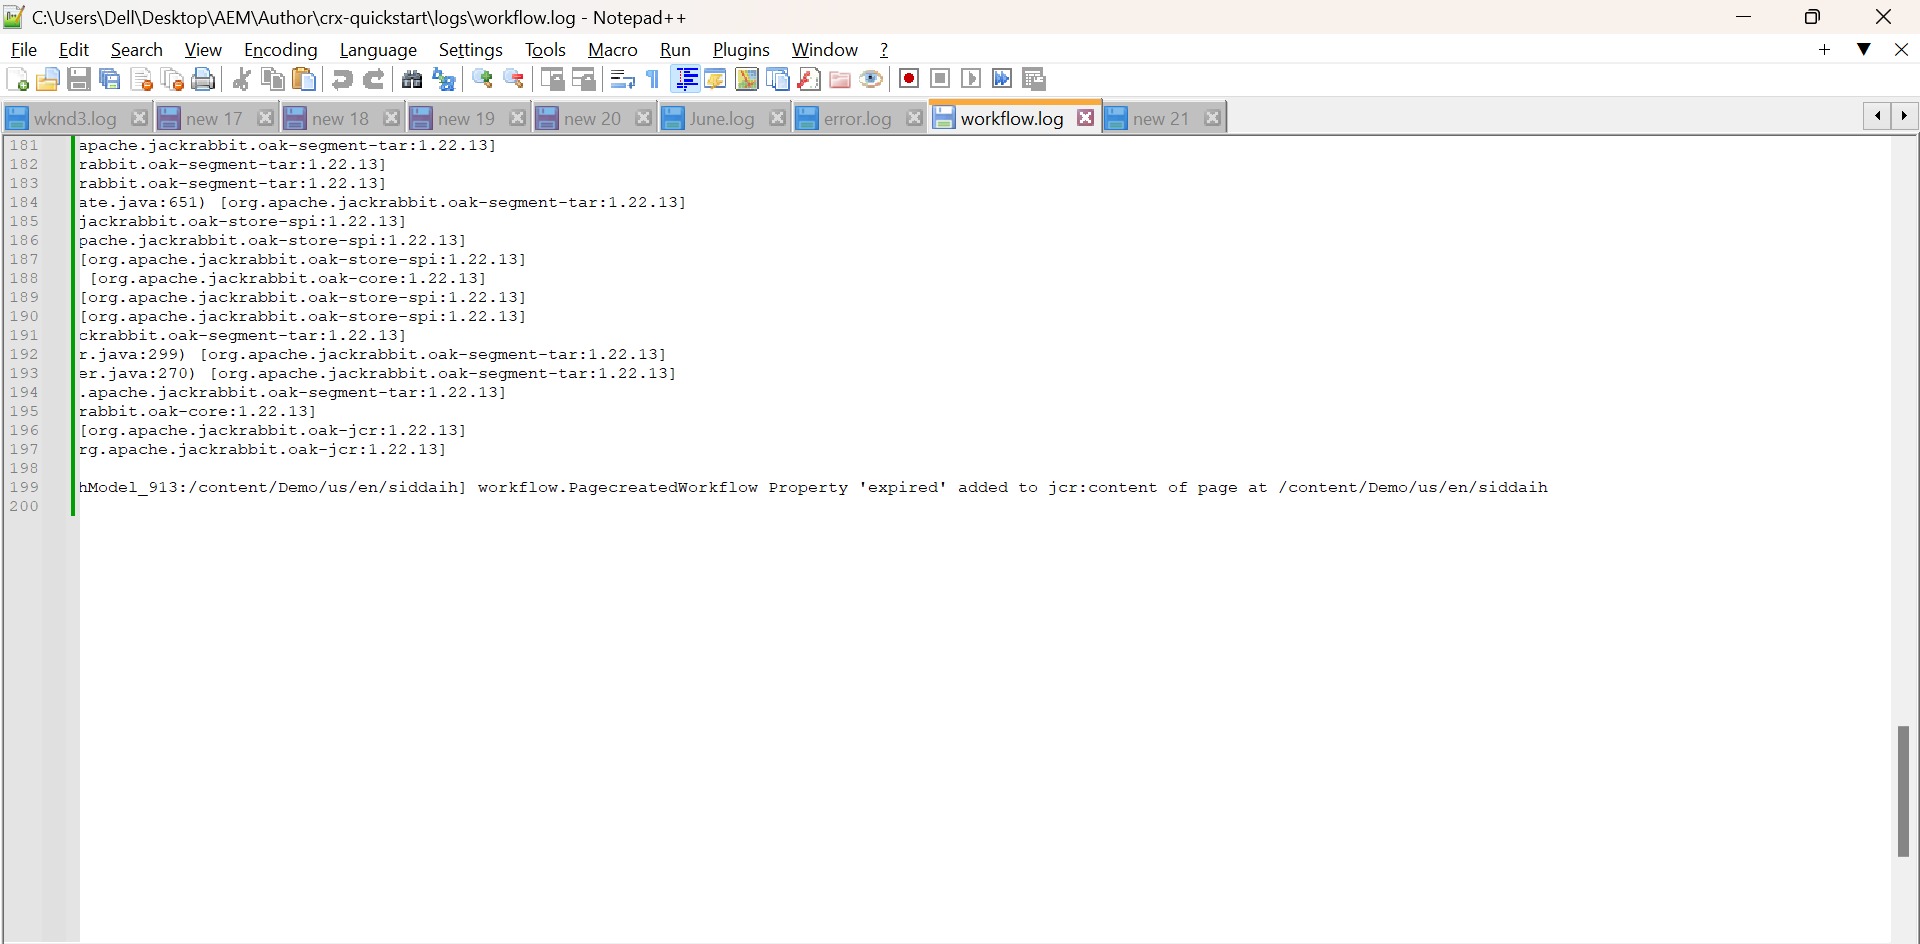 C:\Users\Dell\Desktop\AEM\Author\crx-quickstart\logs\workflow.log - Notepad++
File Edit Search View Encoding Language Settings Tools Macro Run Plugins Window ?
wknd3.log new 17 new 18 new 19 new 20 June.log error.log workflow.log new 21
181 apache.jackrabbit.oak-segment-tar:1.22.13]
182 rabbit.oak-segment-tar:1.22.13]
183 rabbit.oak-segment-tar:1.22.13]
184 ate.java:651) [org.apache.jackrabbit.oak-segment-tar:1.22.13]
185 jackrabbit.oak-store-spi:1.22.13]
186 pache.jackrabbit.oak-store-spi:1.22.13]
187 [org.apache.jackrabbit.oak-store-spi:1.22.13]
188 [org.apache.jackrabbit.oak-core:1.22.13]
189 [org.apache.jackrabbit.oak-store-spi:1.22.13]
190 [org.apache.jackrabbit.oak-store-spi:1.22.13]
191 ckrabbit.oak-segment-tar:1.22.13]
192 r.java:299) [org.apache.jackrabbit.oak-segment-tar:1.22.13]
193 er.java:270) [org.apache.jackrabbit.oak-segment-tar:1.22.13]
194 .apache.jackrabbit.oak-segment-tar:1.22.13]
195 rabbit.oak-core:1.22.13]
196 [org.apache.jackrabbit.oak-jcr:1.22.13]
197 rg.apache.jackrabbit.oak-jcr:1.22.13]
198
199 hModel_913:/content/Demo/us/en/siddaih] workflow.PagecreatedWorkflow Property 'expired' added to jcr:content of page at /content/Demo/us/en/siddaih
200